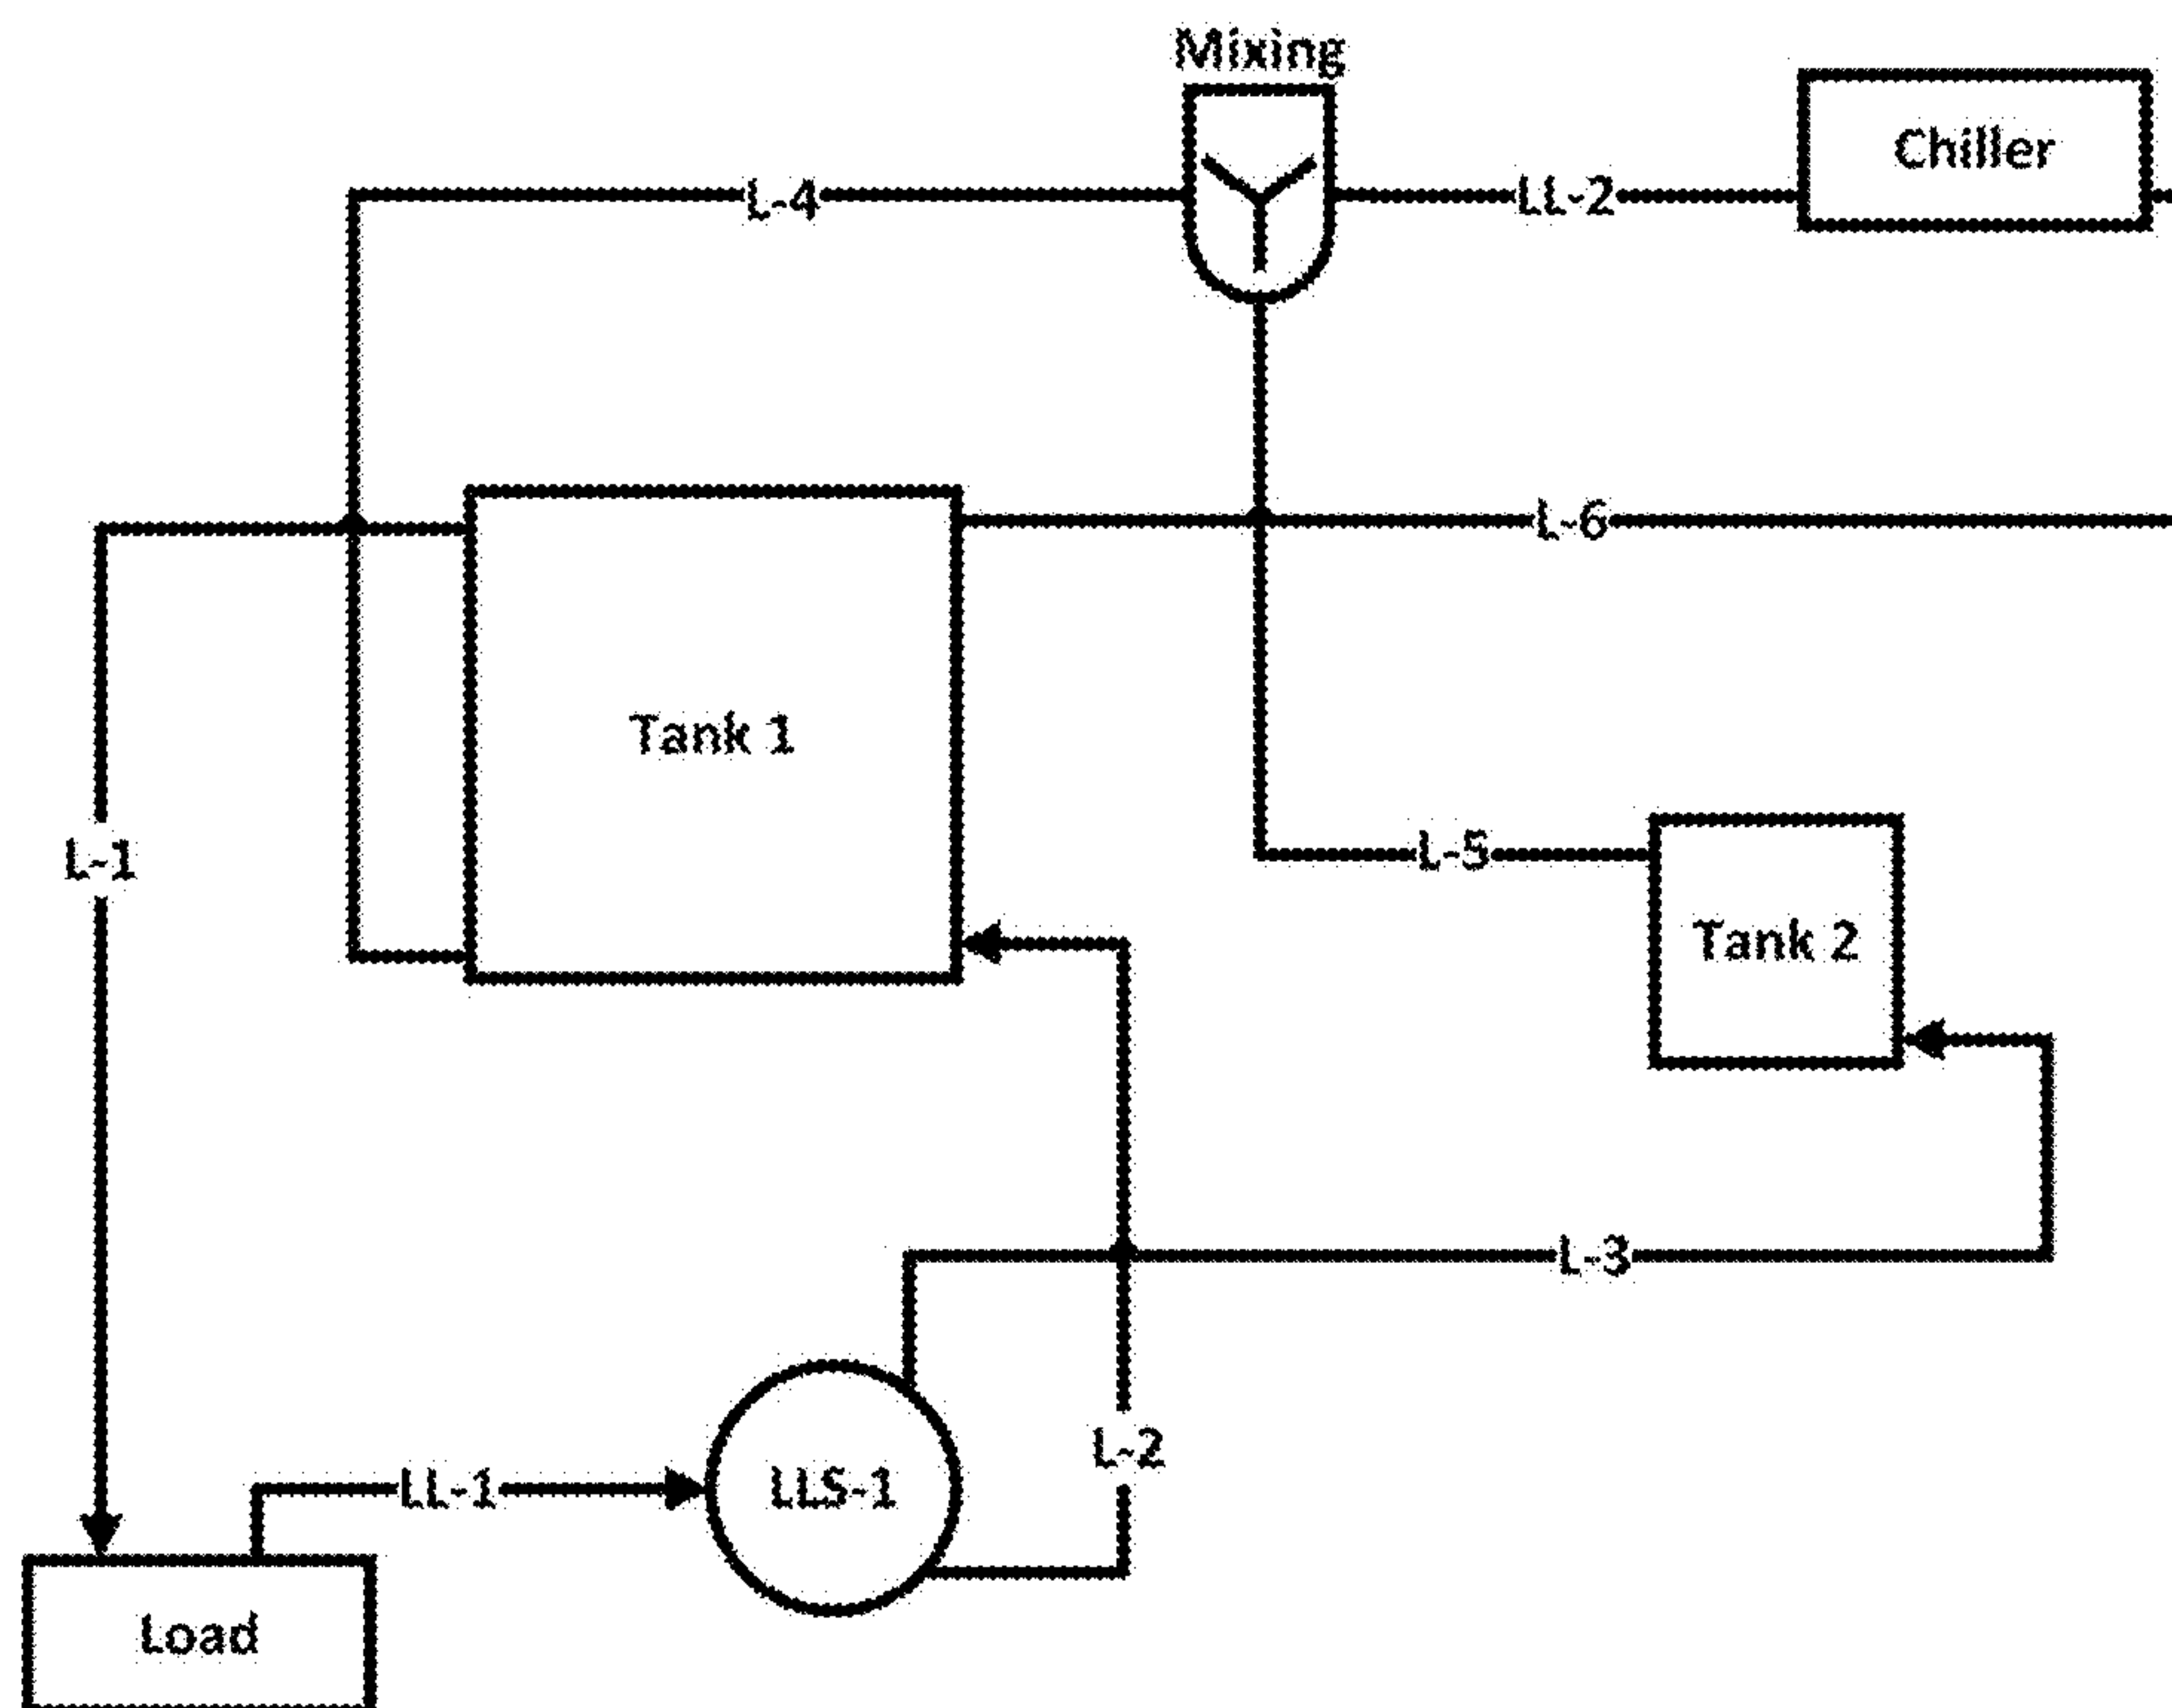 Mixing
Chiller
L-4
LL-2
L-6
Tank 1
L-1
L-5
Tank 2
L-3
L-2
LL-1
LLS-1
Load